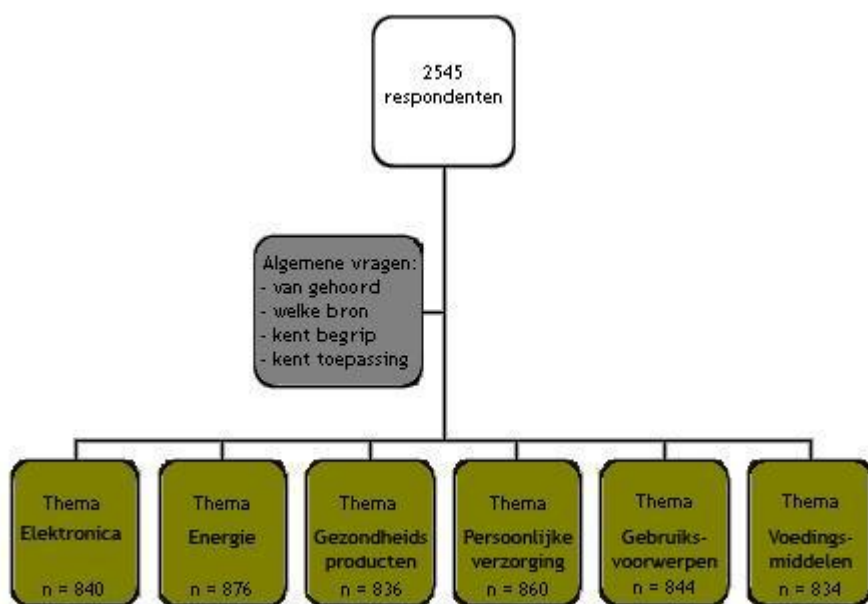 2545
respondenten
Algemene vragen:
- van gehoord
- welke bron
- kent begrip
- kent toepassing
Thema
Elektronica
n = 840
Thema
Energie
n = 876
Thema
Gezondheids
producten
n = 836
Thema
Persoonlijke
verzorging
n = 860
Thema
Gebruiks-
voorwerpen
n = 844
Thema
Voedings-
middelen
n = 834